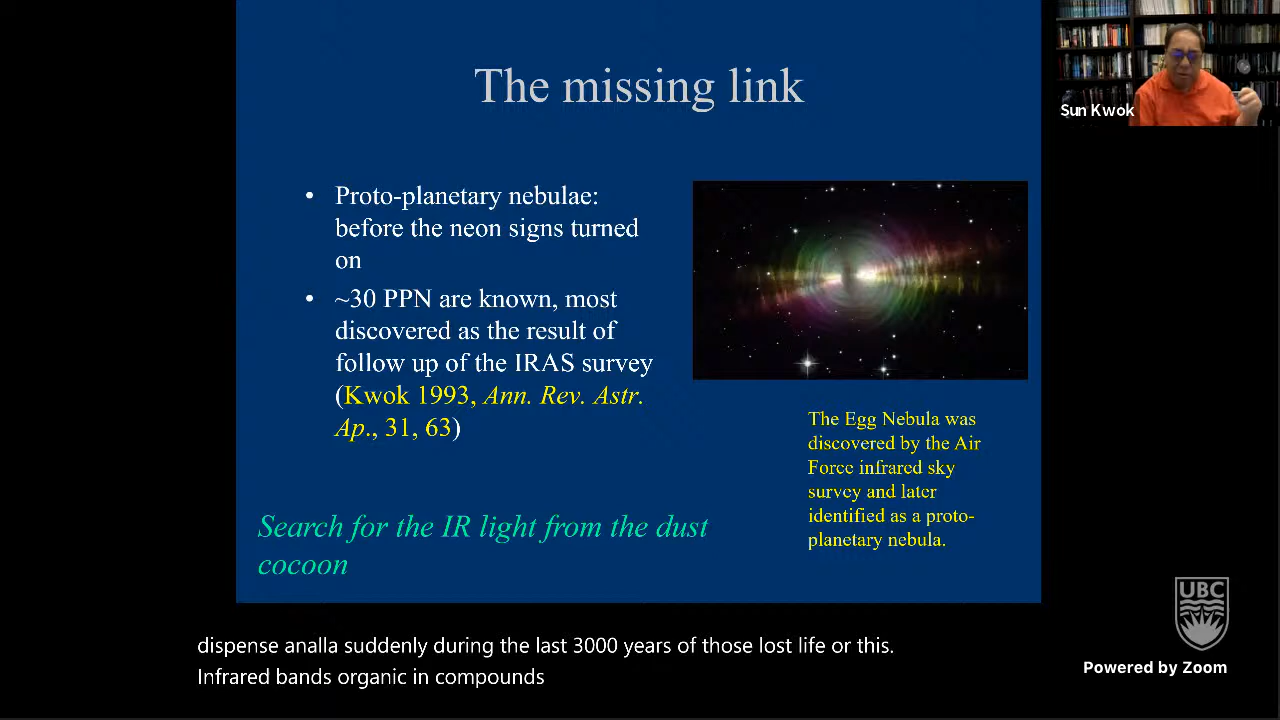 The missing link
• Proto-planetary nebulae:
before the neon signs turned
on
• ~30 PPN are known, most
discovered as the result of
follow up of the IRAS survey
(Kwok 1993, Ann. Rev. Astr.
Ap., 31, 63)
Search for the IR light from the dust
cocoon
The Egg Nebula was
discovered by the Air
Force infrared sky
survey and later
identified as a proto-
planetary nebula.
Sun Kwok
dispense analla suddenly during the last 3000 years of those lost life or this.
Infrared bands organic in compounds
UBC
Powered by Zoom